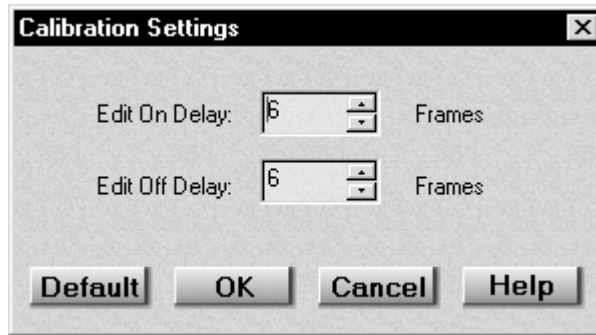 Calibration Settings
Edit On Delay: 6 Frames
Edit Off Delay: 6 Frames
Default OK Cancel Help